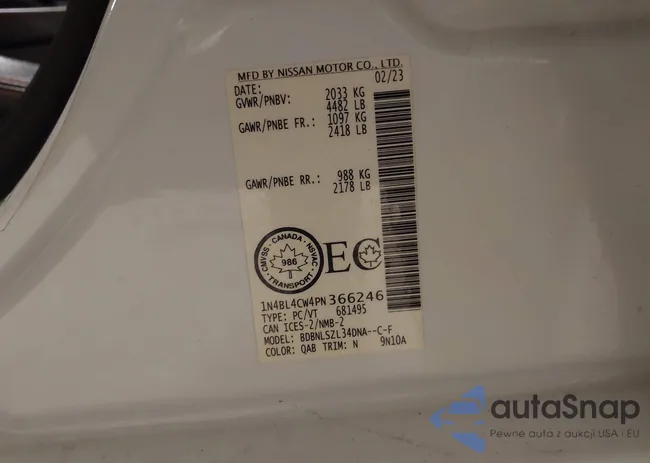 MFD BY NISSAN MOTOR CO., LTD.
DATE: 02/23
GVWR/PNBV: 2033 KG
4482 LB
GAWR/PNBE FR.: 1097 KG
2418 LB
GAWR/PNBE RR.: 988 KG
2178 LB
CMVSS · CANADA · NSVAC
986
TRANSPORT
EC
1N4BL4CW4PN366246
TYPE: PC/VT 681495
CAN ICES-2/NMB-2
MODEL: BDBNLSZL34DNA--C-F
COLOR: QAB TRIM: N 9N10A
autaSnap
Pewne auta z aukcji USA i EU